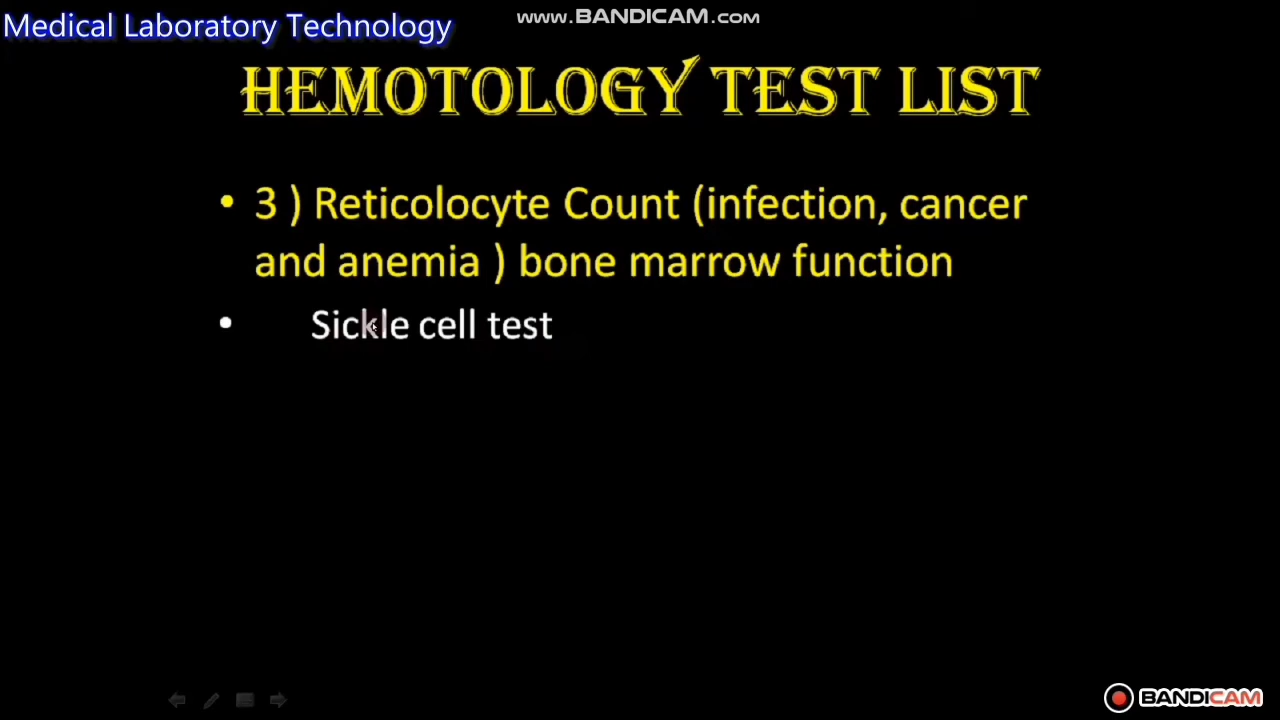 www.BANDICAM.com
Medical Laboratory Technology
HEMOTOLOGY TEST LIST
• 3 ) Reticolocyte Count (infection, cancer
and anemia ) bone marrow function
• Sickle cell test
BANDICAM